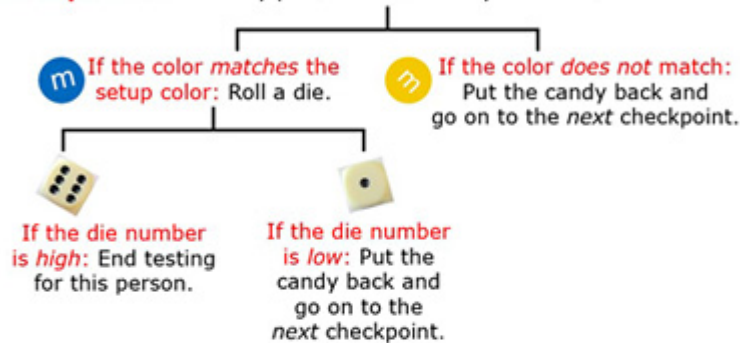 m
If the color matches the
setup color: Roll a die.
m
If the color does not match:
Put the candy back and
go on to the next checkpoint.
If the die number
is high: End testing
for this person.
If the die number
is low: Put the
candy back and
go on to the
next checkpoint.